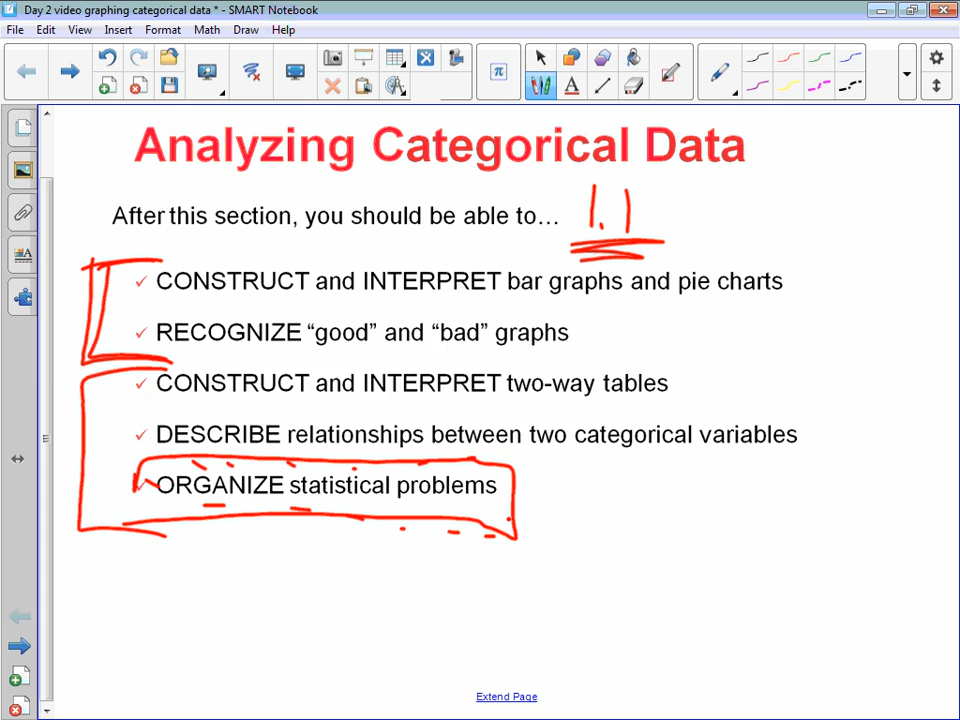 Day 2 video graphing categorical data * - SMART Notebook
File Edit View Insert Format Math Draw Help
π
A
Analyzing Categorical Data
After this section, you should be able to… 1.1
✓ CONSTRUCT and INTERPRET bar graphs and pie charts
✓ RECOGNIZE “good” and “bad” graphs
✓ CONSTRUCT and INTERPRET two-way tables
✓ DESCRIBE relationships between two categorical variables
✓ ORGANIZE statistical problems
Extend Page